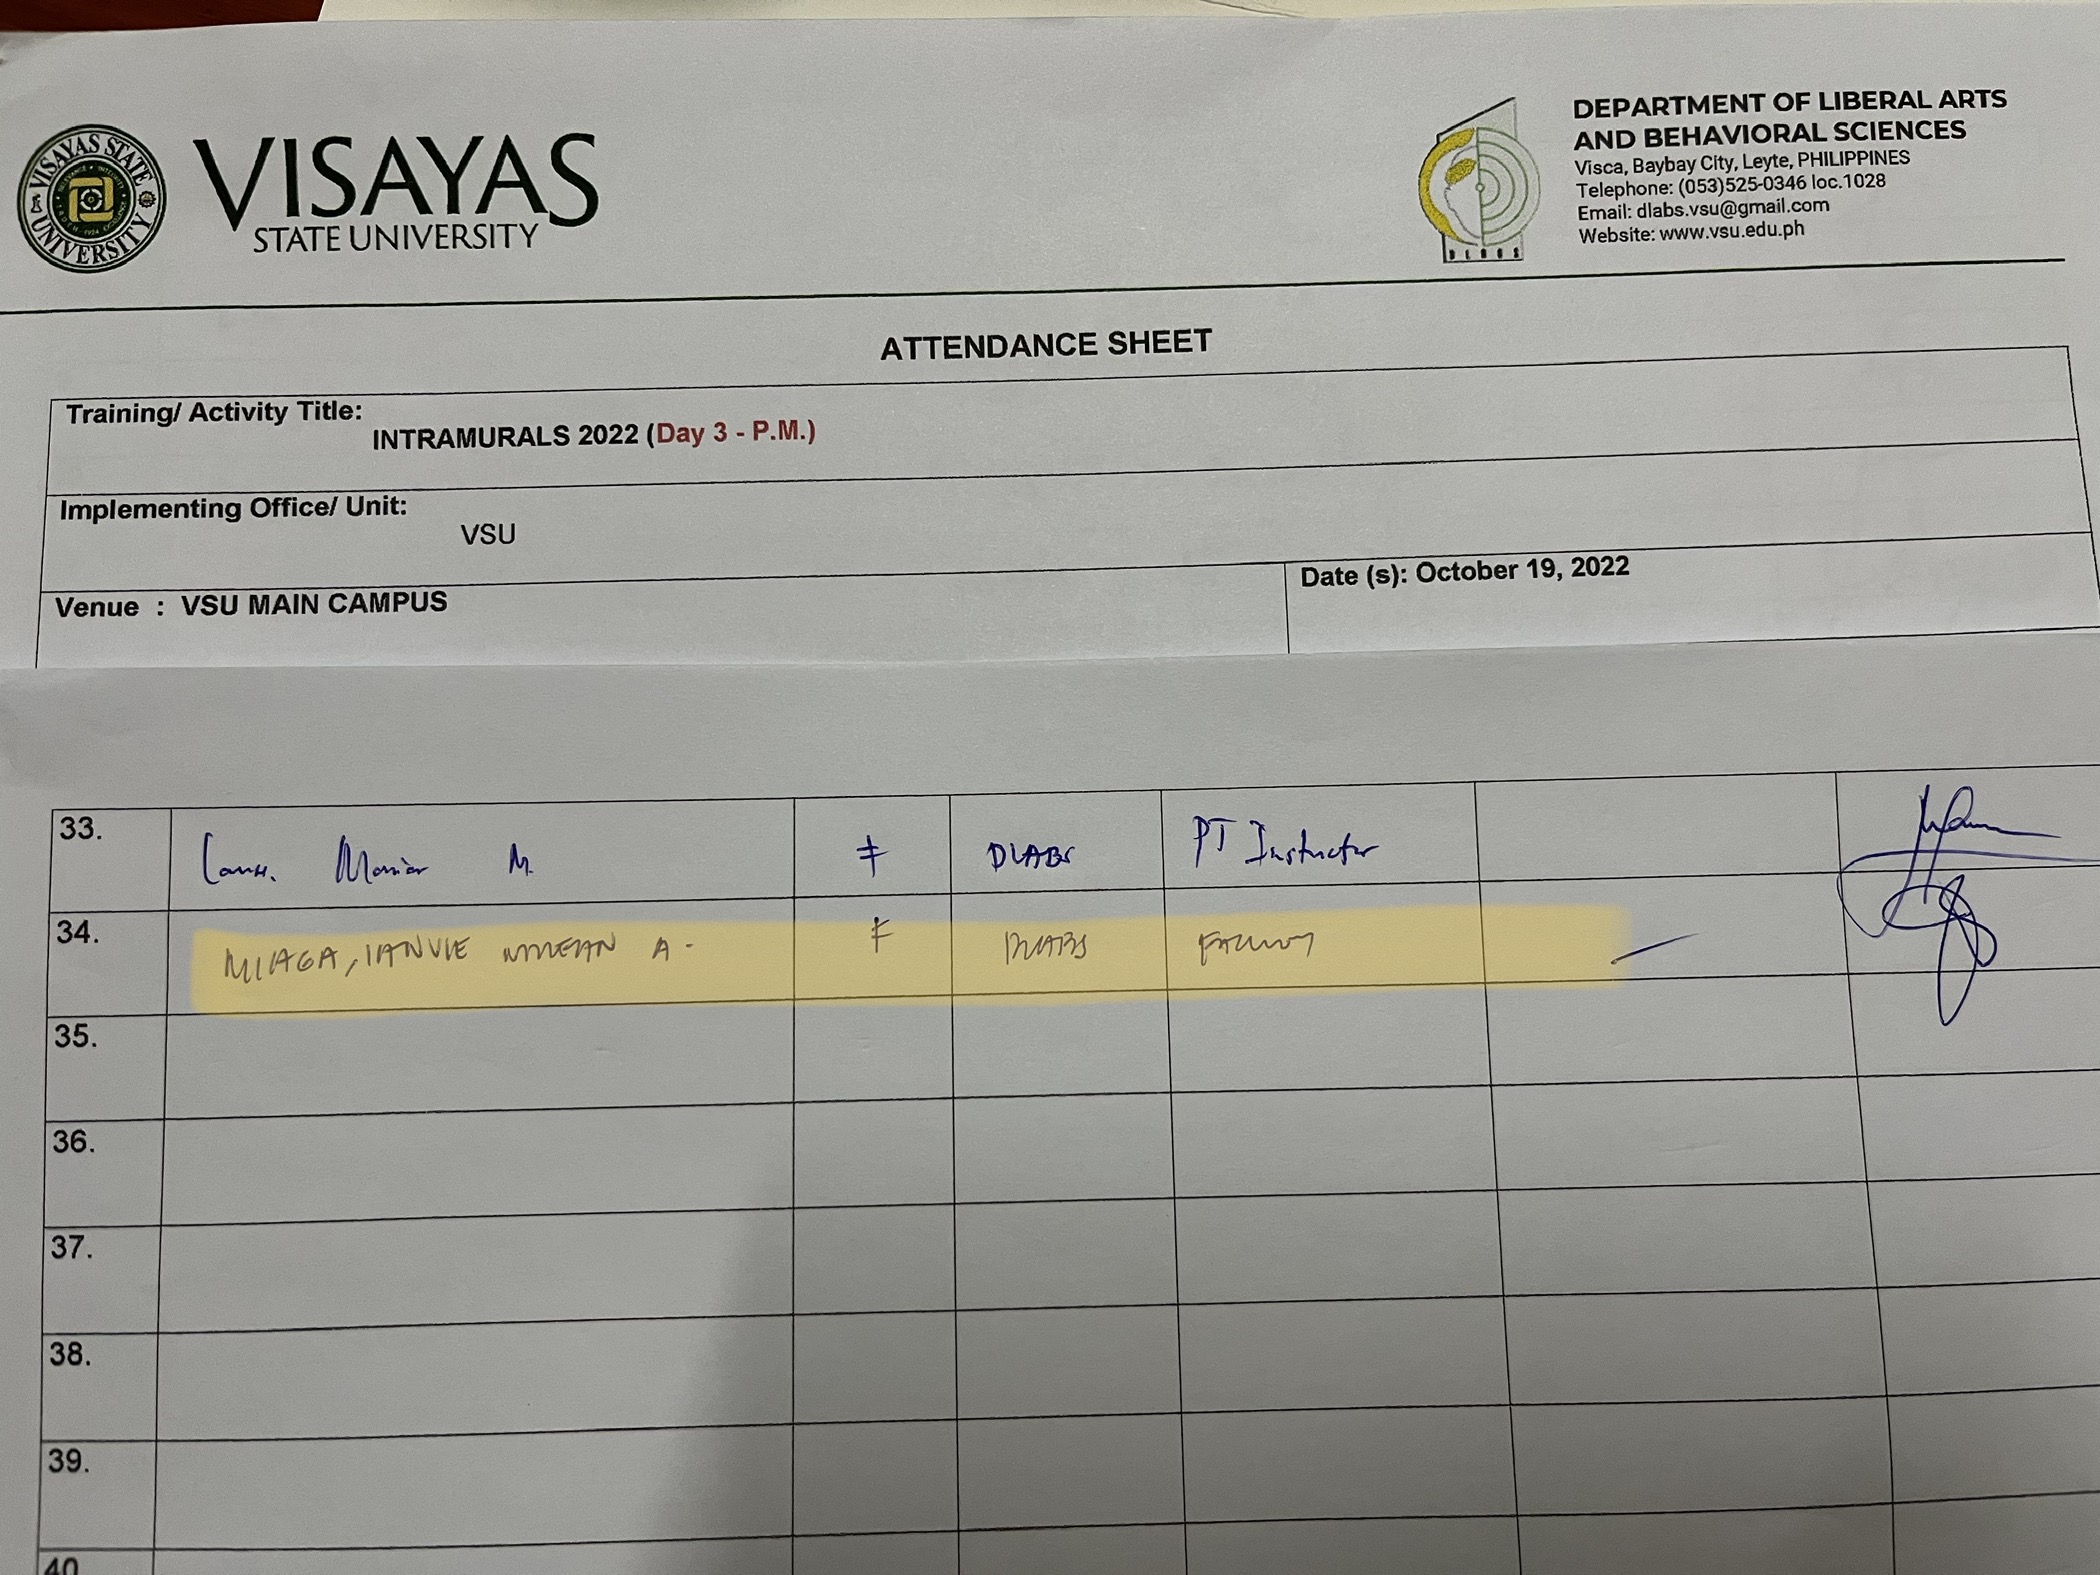 VISAYAS STATE UNIVERSITY
VISAYAS
STATE UNIVERSITY
DEPARTMENT OF LIBERAL ARTS
AND BEHAVIORAL SCIENCES
Visca, Baybay City, Leyte, PHILIPPINES
Telephone: (053)525-0346 loc.1028
Email: dlabs.vsu@gmail.com
Website: www.vsu.edu.ph
DLABS
ATTENDANCE SHEET
Training/ Activity Title:
INTRAMURALS 2022 (Day 3 - P.M.)
Implementing Office/ Unit:
VSU
Venue : VSU MAIN CAMPUS
Date (s): October 19, 2022
33. M. F DLABS PT Instructor
34. A. F DLABS FACULTY
35.
36.
37.
38.
39.
40